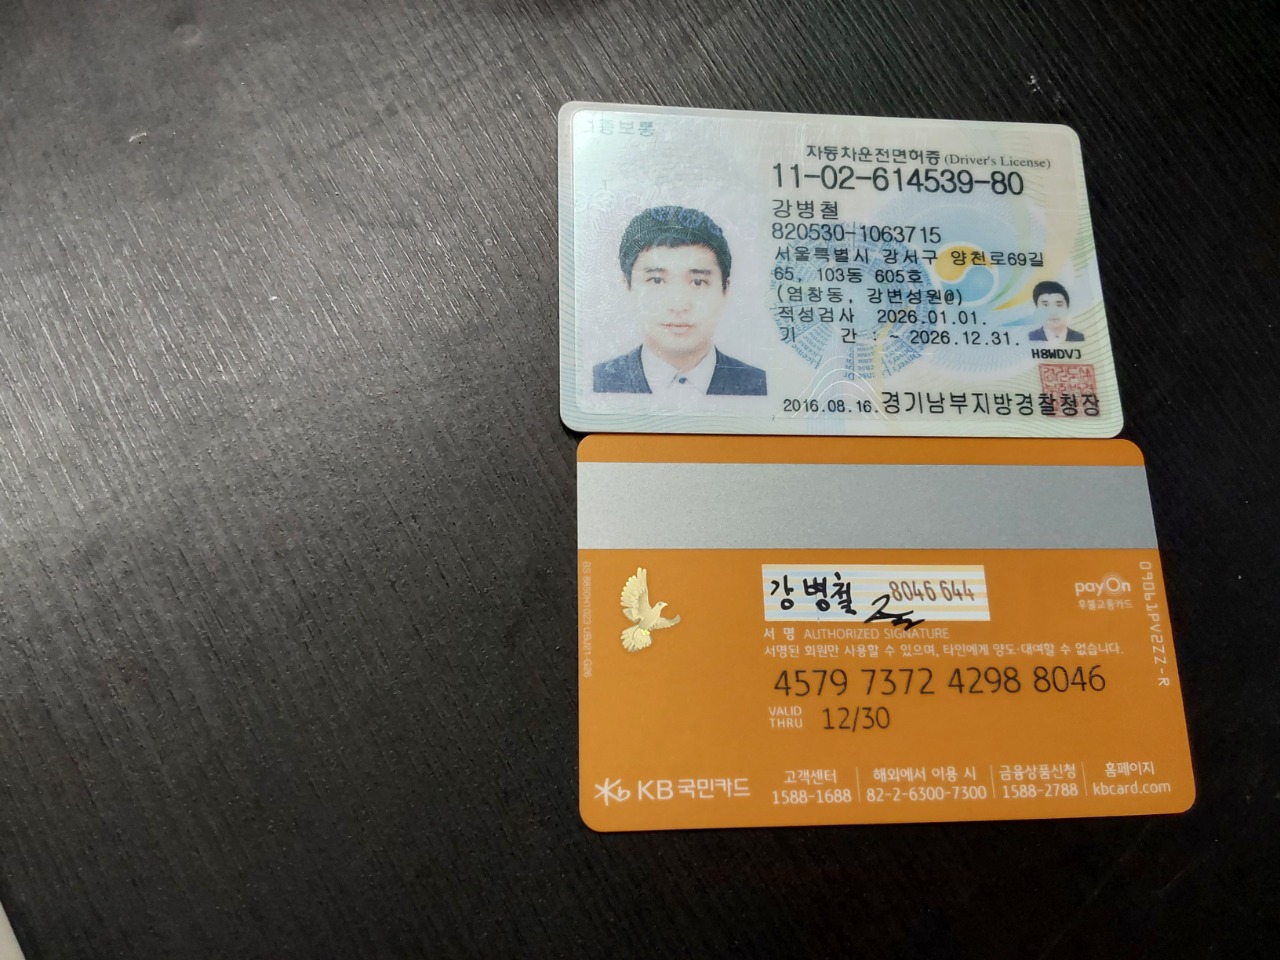 1종보통
자동차운전면허증 (Driver's License)
11-02-614539-80
강병철
820530-1063715
서울특별시 강서구 양천로69길
65, 103동 605호
(염창동, 강변성원@)
적성검사 2026.01.01.
기 간 : ~ 2026.12.31.
H8WDVJ
2016.08.16. 경기남부지방경찰청장
강병철 8046 644
payOn
후불교통카드
서 명 AUTHORIZED SIGNATURE
서명된 회원만 사용할 수 있으며, 타인에게 양도·대여할 수 없습니다.
4579 7372 4298 8046
VALID THRU 12/30
KB국민카드
고객센터 1588-1688
해외에서 이용 시 82-2-6300-7300
금융상품신청 1588-2788
홈페이지 kbcard.com